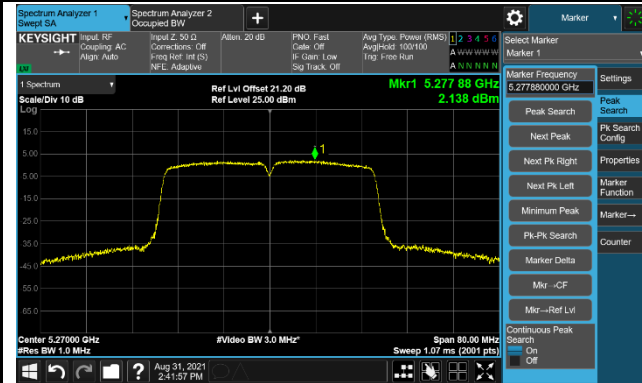 Spectrum Analyzer 1
Swept SA
Spectrum Analyzer 2
Occupied BW
+
Marker
KEYSIGHT
Input: RF
Coupling: AC
Align: Auto
Input Z: 50 Ω
Corrections: Off
Freq Ref: Int (S)
NFE: Adaptive
Atten: 20 dB
PNO: Fast
Gate: Off
IF Gain: Low
Sig Track: Off
Avg Type: Power (RMS)
Avg|Hold: 100/100
Trig: Free Run
1 2 3 4 5 6
A W W W W W
A N N N N N
Select Marker
Marker 1
1 Spectrum
Scale/Div 10 dB
Log
Ref Lvl Offset 21.20 dB
Ref Level 25.00 dBm
Mkr1 5.277 88 GHz
2.138 dBm
15.0
5.00
-5.00
-15.0
-25.0
-35.0
-45.0
-55.0
-65.0
1
Center 5.27000 GHz
#Res BW 1.0 MHz
#Video BW 3.0 MHz*
Span 80.00 MHz
Sweep 1.07 ms (2001 pts)
Marker Frequency
5.277880000 GHz
Peak Search
Next Peak
Next Pk Right
Next Pk Left
Minimum Peak
Pk-Pk Search
Marker Delta
Mkr→CF
Mkr→Ref Lvl
Continuous Peak
Search
On
Off
Settings
Peak
Search
Pk Search
Config
Properties
Marker
Function
Marker→
Counter
?
Aug 31, 2021
2:41:57 PM